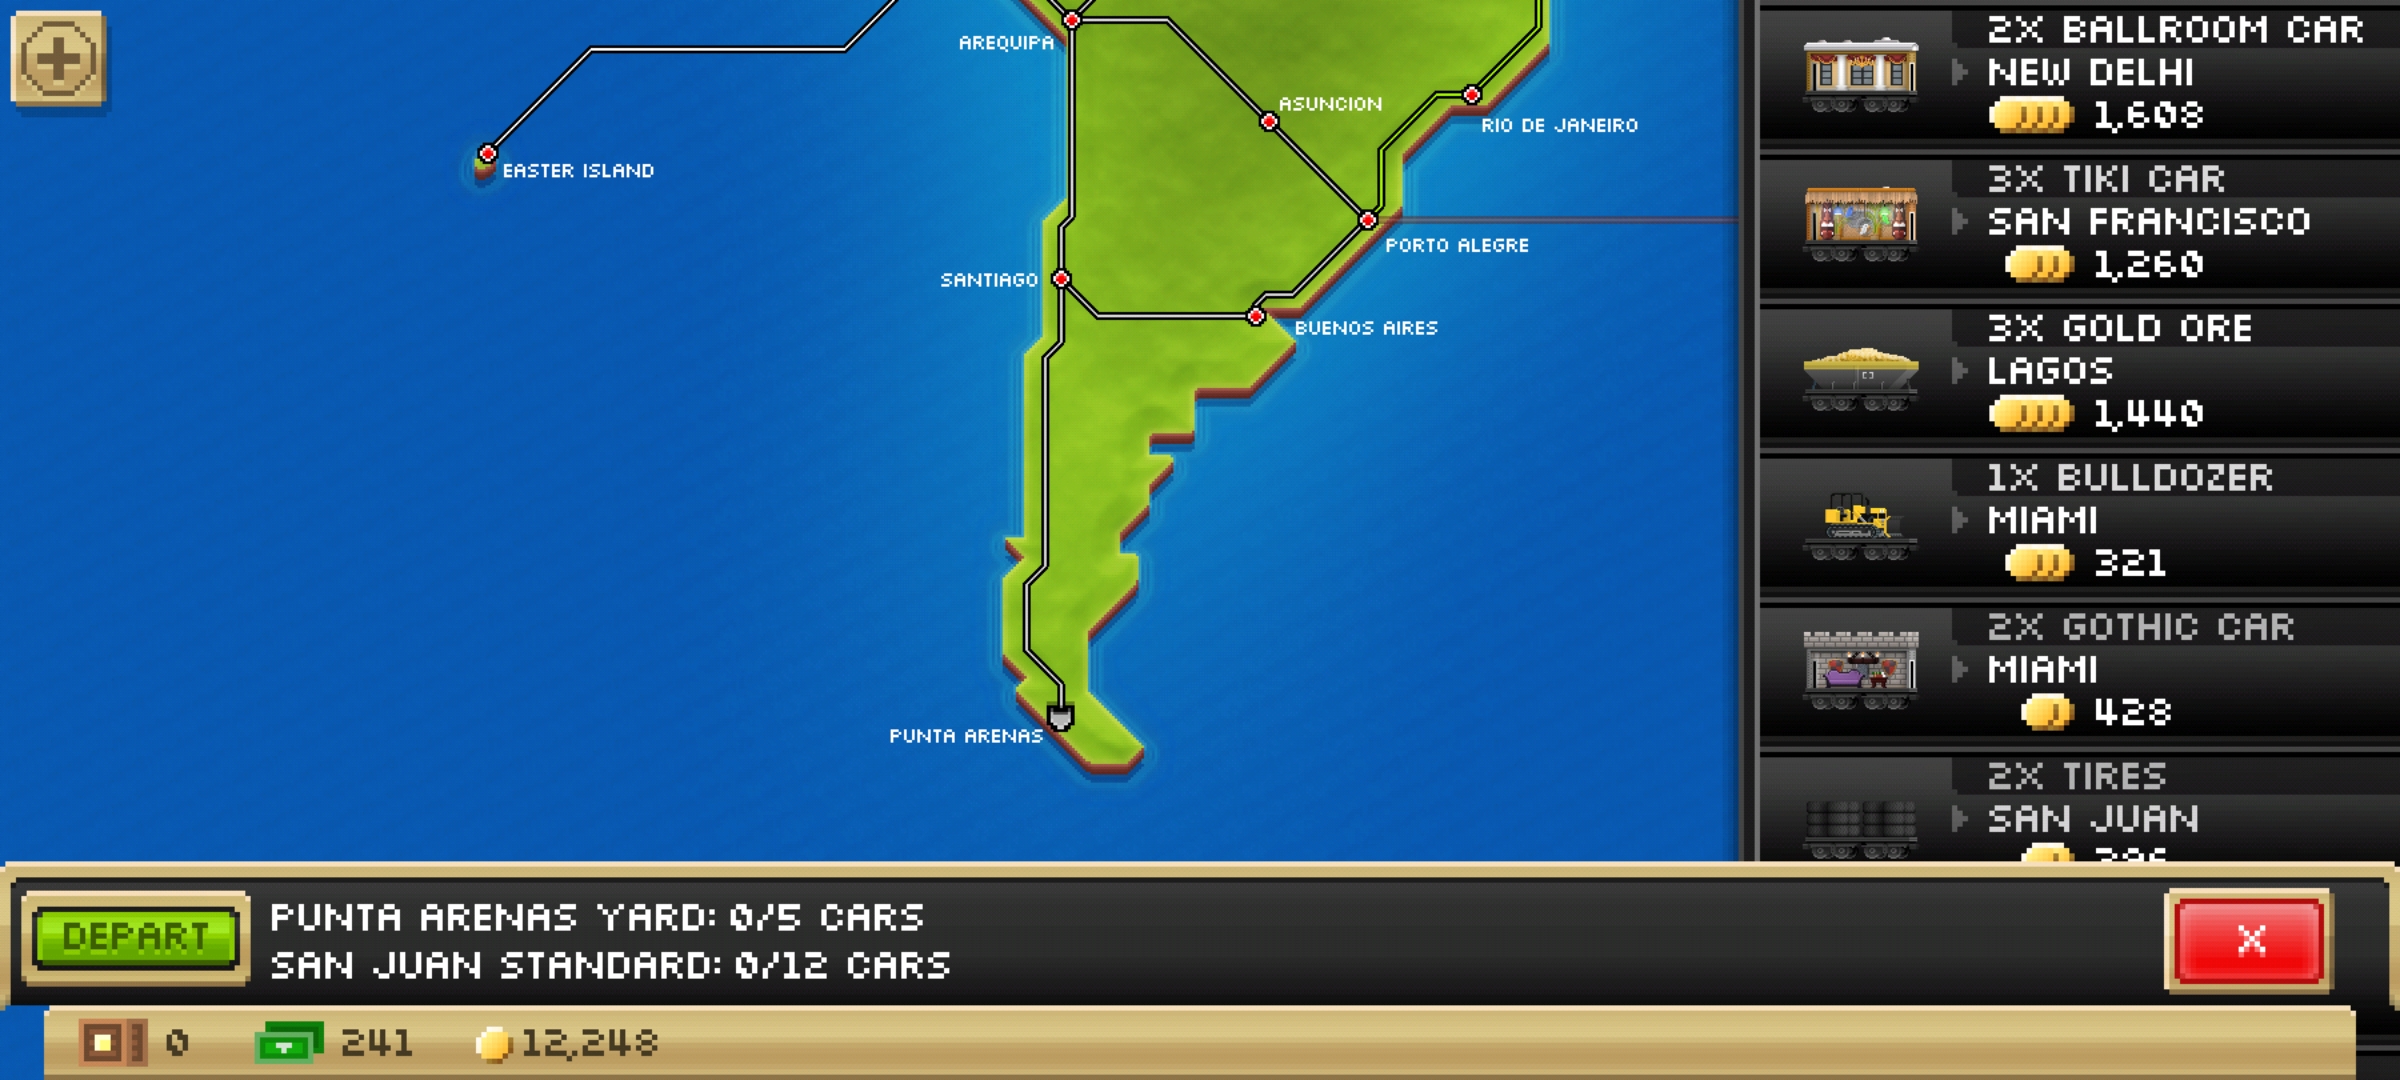 AREQUIPA
ASUNCION
RIO DE JANEIRO
EASTER ISLAND
PORTO ALEGRE
SANTIAGO
BUENOS AIRES
PUNTA ARENAS
2X BALLROOM CAR
NEW DELHI
1,608
3X TIKI CAR
SAN FRANCISCO
1,260
3X GOLD ORE
LAGOS
1,440
1X BULLDOZER
MIAMI
321
2X GOTHIC CAR
MIAMI
428
2X TIRES
SAN JUAN
DEPART
PUNTA ARENAS YARD: 0/5 CARS
SAN JUAN STANDARD: 0/12 CARS
X
0
241
12,248